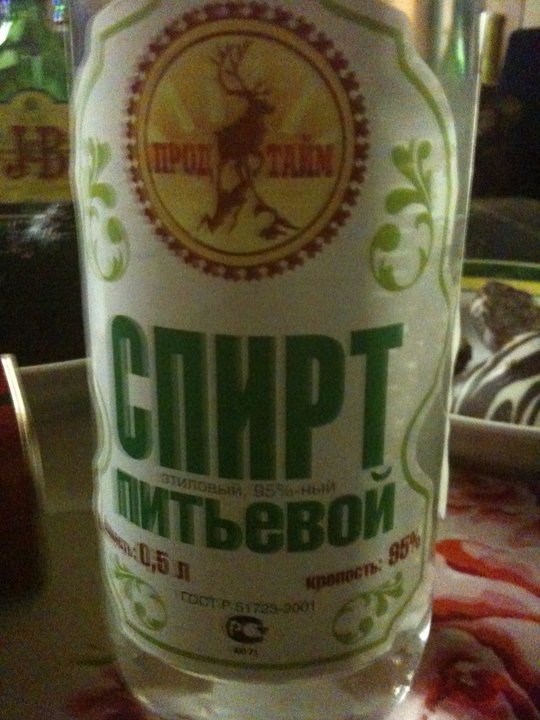 J&B
ПРОД ТАЙМ
СПИРТ
этиловый, 95%-ный
питьевой
0,5 л
крепость: 95%
ГОСТ Р 51723-2001